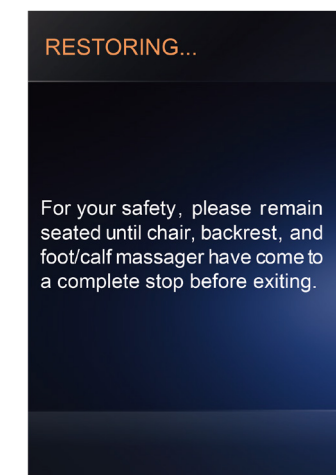 RESTORING...
For your safety, please remain
seated until chair, backrest, and
foot/calf massager have come to
a complete stop before exiting.